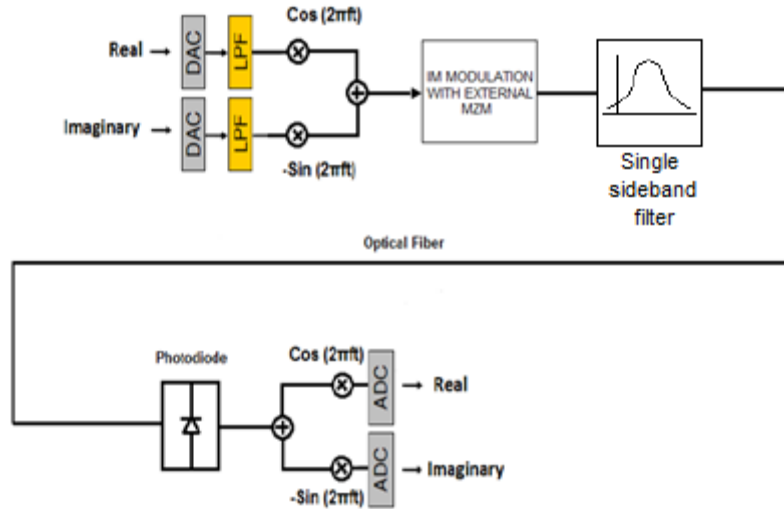 Cos (2πft)
Real
DAC
LPF
Imaginary
DAC
LPF
-Sin (2πft)
IM MODULATION
WITH EXTERNAL
MZM
Single
sideband
filter
Optical Fiber
Photodiode
Cos (2πft)
ADC
Real
ADC
Imaginary
-Sin (2πft)